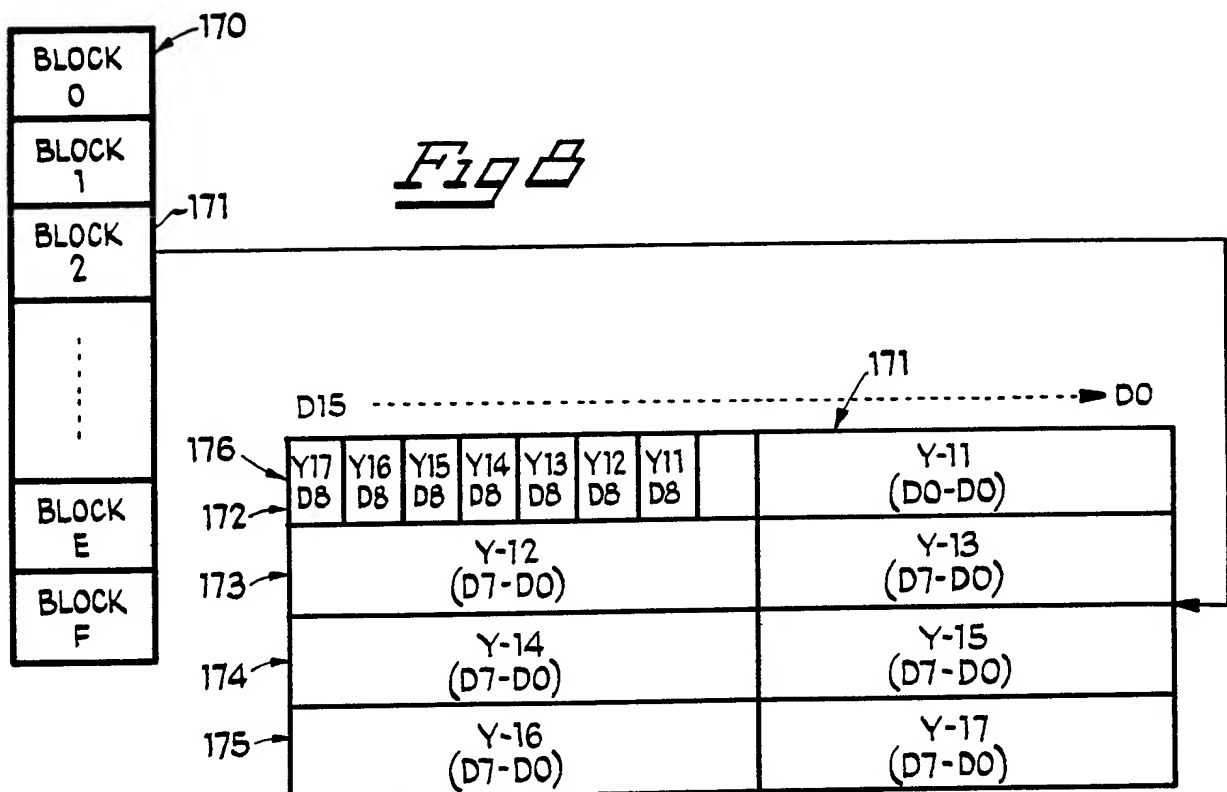 170
BLOCK
0
BLOCK
1
Fig 8
171
BLOCK
2
171
D15
D0
176
172
Y17
D8
Y16
D8
Y15
D8
Y14
D8
Y13
D8
Y12
D8
Y11
D8
Y-11
(D0-D0)
BLOCK
E
173
Y-12
(D7-D0)
Y-13
(D7-D0)
BLOCK
F
174
Y-14
(D7-D0)
Y-15
(D7-D0)
175
Y-16
(D7-D0)
Y-17
(D7-D0)